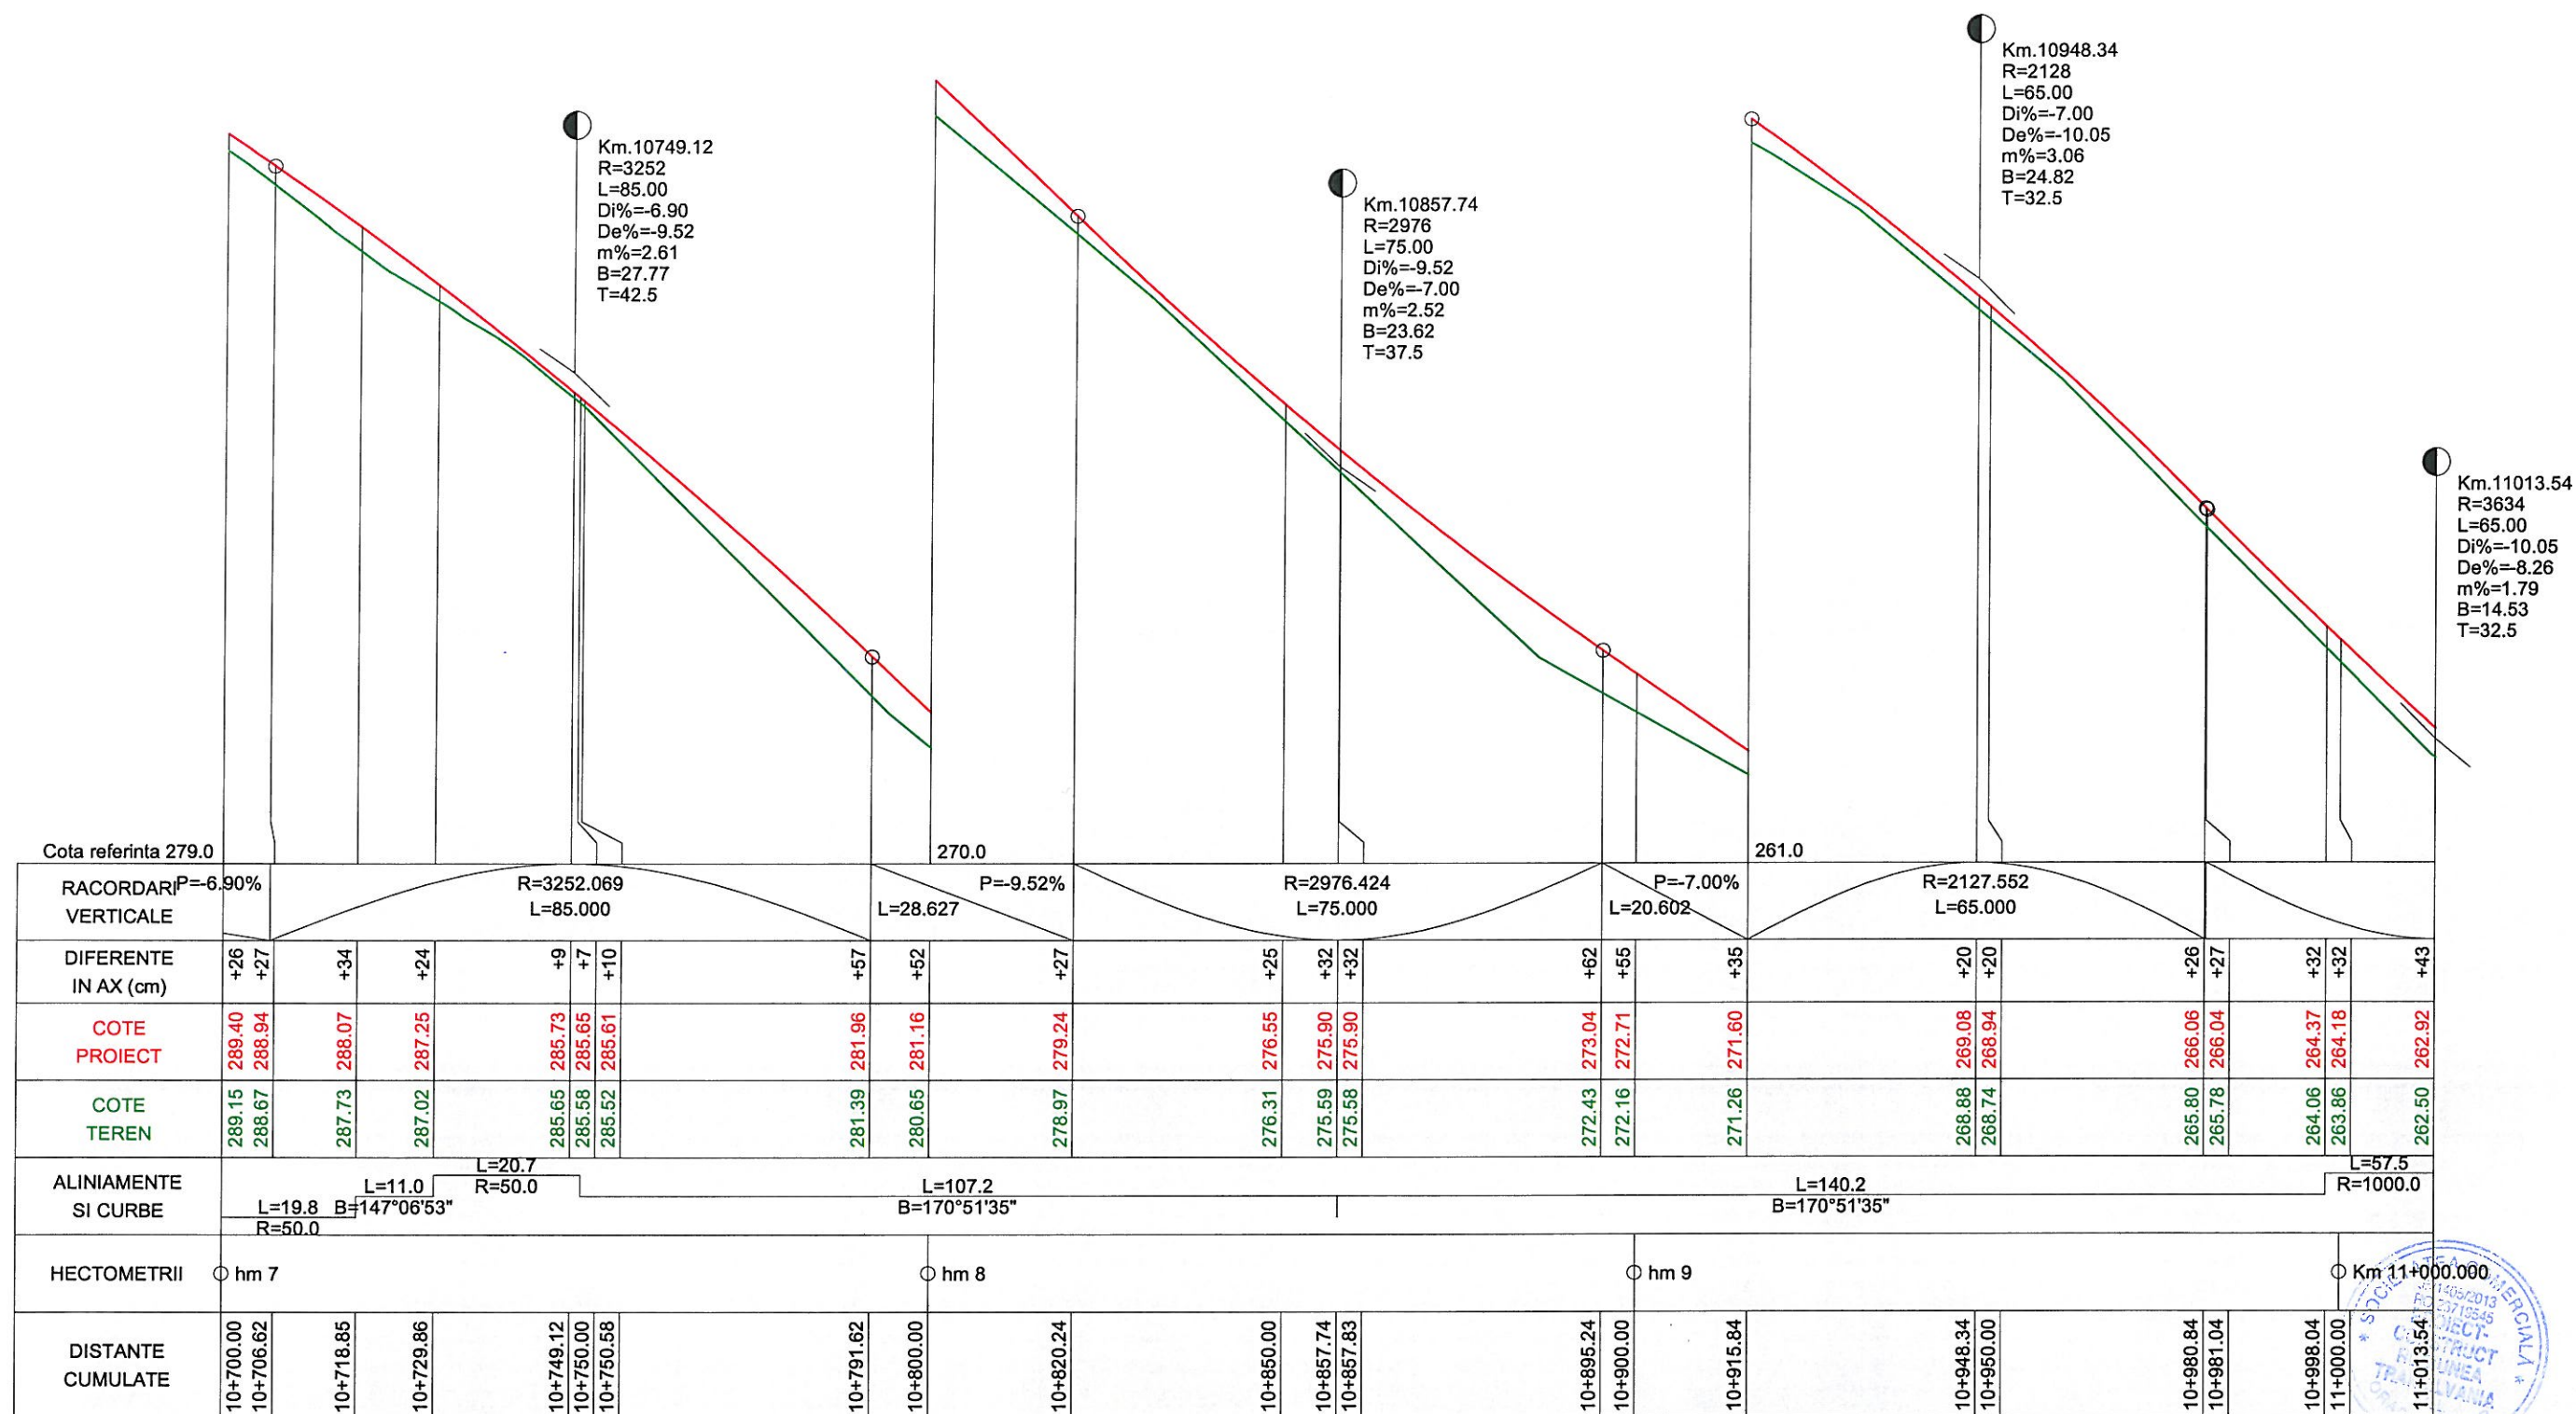 Km.10948.34
R=2128
L=65.00
Di%=-7.00
De%=-10.05
m%=3.06
B=24.82
T=32.5
Km.10749.12
R=3252
L=85.00
Di%=-6.90
De%=-9.52
m%=2.61
B=27.77
T=42.5
Km.10857.74
R=2976
L=75.00
Di%=-9.52
De%=-7.00
m%=2.52
B=23.62
T=37.5
Km.11013.54
R=3634
L=65.00
Di%=-10.05
De%=-8.26
m%=1.79
B=14.53
T=32.5
Cota referinta 279.0 270.0 261.0
RACORDARI
VERTICALE
P=-6.90% R=3252.069 P=-9.52% R=2976.424 P=-7.00% R=2127.552
L=85.000 L=28.627 L=75.000 L=20.602 L=65.000
DIFERENTE
IN AX (cm)
+26 +27 +34 +24 +9 +7 +10 +57 +52 +27 +25 +32 +32 +62 +55 +35 +20 +20 +26 +27 +32 +32 +43
COTE
PROIECT
289.40 288.94 288.07 287.25 285.73 285.65 285.61 281.96 281.16 279.24 276.55 275.90 275.90 273.04 272.71 271.60 269.08 268.94 266.06 266.04 264.37 264.18 262.92
COTE
TEREN
289.15 288.67 287.73 287.02 285.65 285.58 285.52 281.39 280.65 278.97 276.31 275.59 275.58 272.43 272.16 271.26 268.88 268.74 265.80 265.78 264.06 263.86 262.50
ALINIAMENTE
SI CURBE
L=20.7 L=57.5
L=11.0 R=50.0 L=107.2 L=140.2 R=1000.0
L=19.8 B=147°06'53" B=170°51'35" B=170°51'35"
R=50.0
HECTOMETRII hm 7 hm 8 hm 9 Km 11+000.000
DISTANTE
CUMULATE
10+700.00 10+706.62 10+718.85 10+729.86 10+749.12 10+750.00 10+750.58 10+791.62 10+800.00 10+820.24 10+850.00 10+857.74 10+857.83 10+895.24 10+900.00 10+915.84 10+948.34 10+950.00 10+980.84 10+981.04 10+998.04 11+000.00 11+013.54
* SOCIETATEA COMERCIALA *